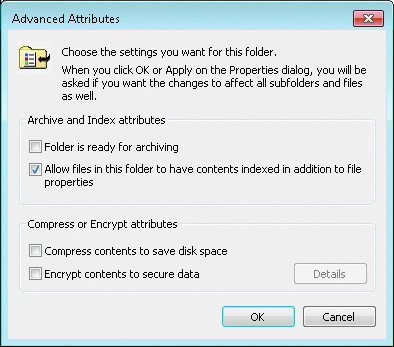 Advanced Attributes
Choose the settings you want for this folder.
When you click OK or Apply on the Properties dialog, you will be
asked if you want the changes to affect all subfolders and files
as well.
Archive and Index attributes
Folder is ready for archiving
Allow files in this folder to have contents indexed in addition to file
properties
Compress or Encrypt attributes
Compress contents to save disk space
Encrypt contents to secure data
Details
OK
Cancel